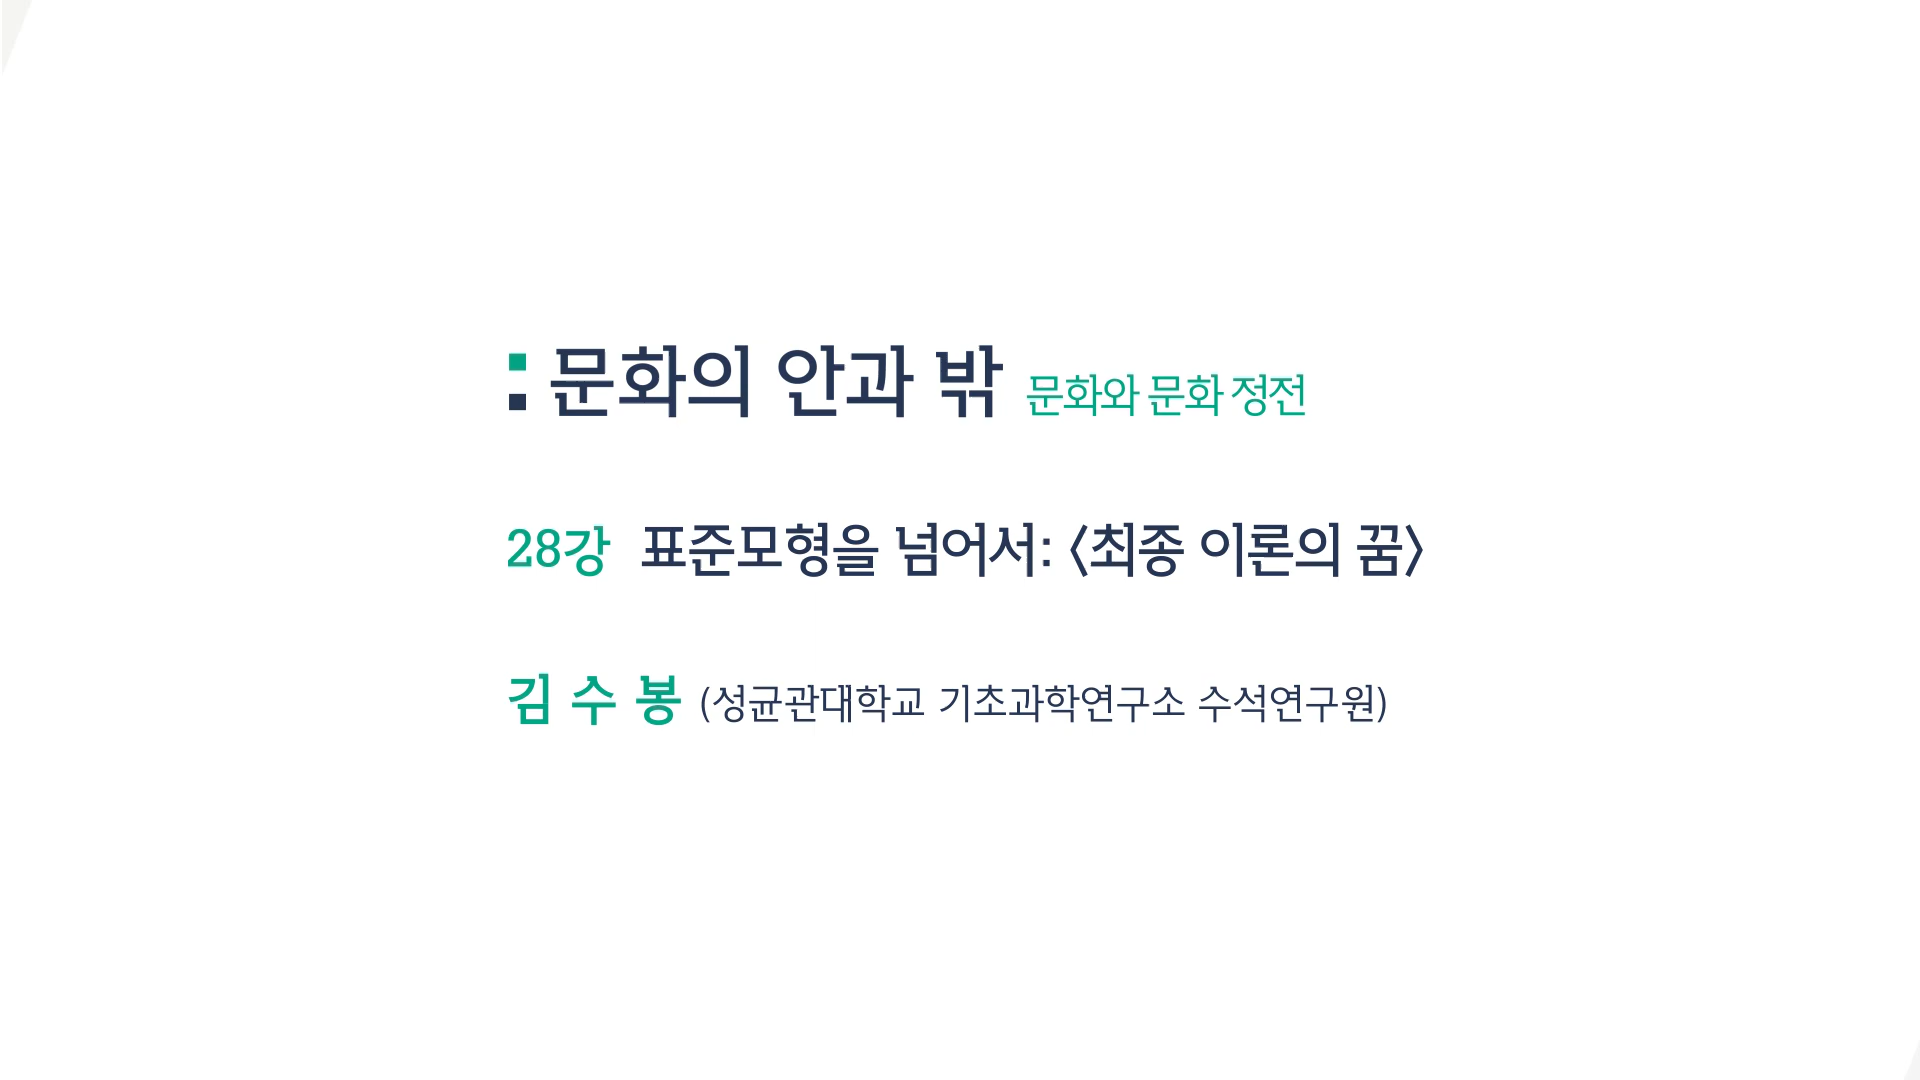 문화의 안과 밖 문화와 문화 정전
28강 표준모형을 넘어서: 〈최종 이론의 꿈〉
김 수 봉 (성균관대학교 기초과학연구소 수석연구원)